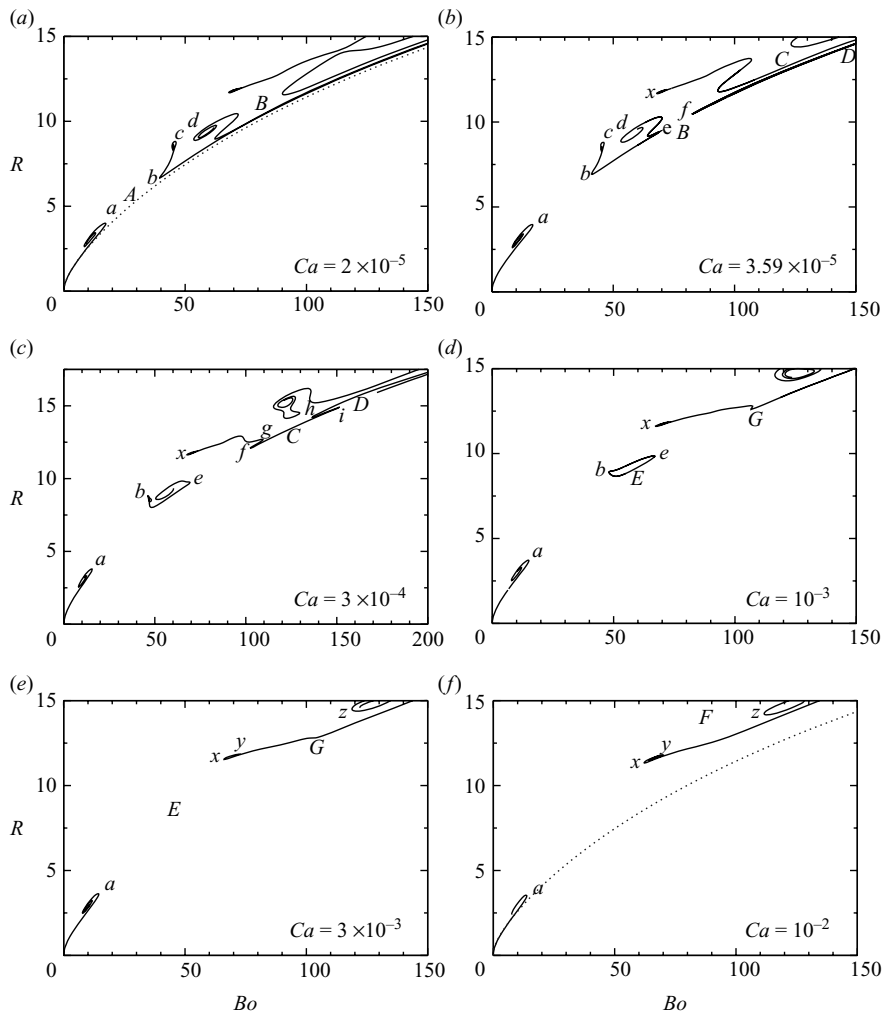 (a) (b)
15 15
x
C
D
10 d B 10 d f
c c e B
R
b b
5 A 5
a a
Ca = 2 ×10–5 Ca = 3.59 ×10–5
0 50 100 150 0 50 100 150
(c) (d)
15 h D 15
i
x g C x G
f
10 10
R b e b e
E
5 5
a a
Ca = 3 ×10–4 Ca = 10–3
0 50 100 150 200 0 50 100 150
(e) (f)
15 z 15 F z
y G y
x x
10 10
R E
5 5
a a
Ca = 3 ×10–3 Ca = 10–2
0 50 100 150 0 50 100 150
Bo Bo